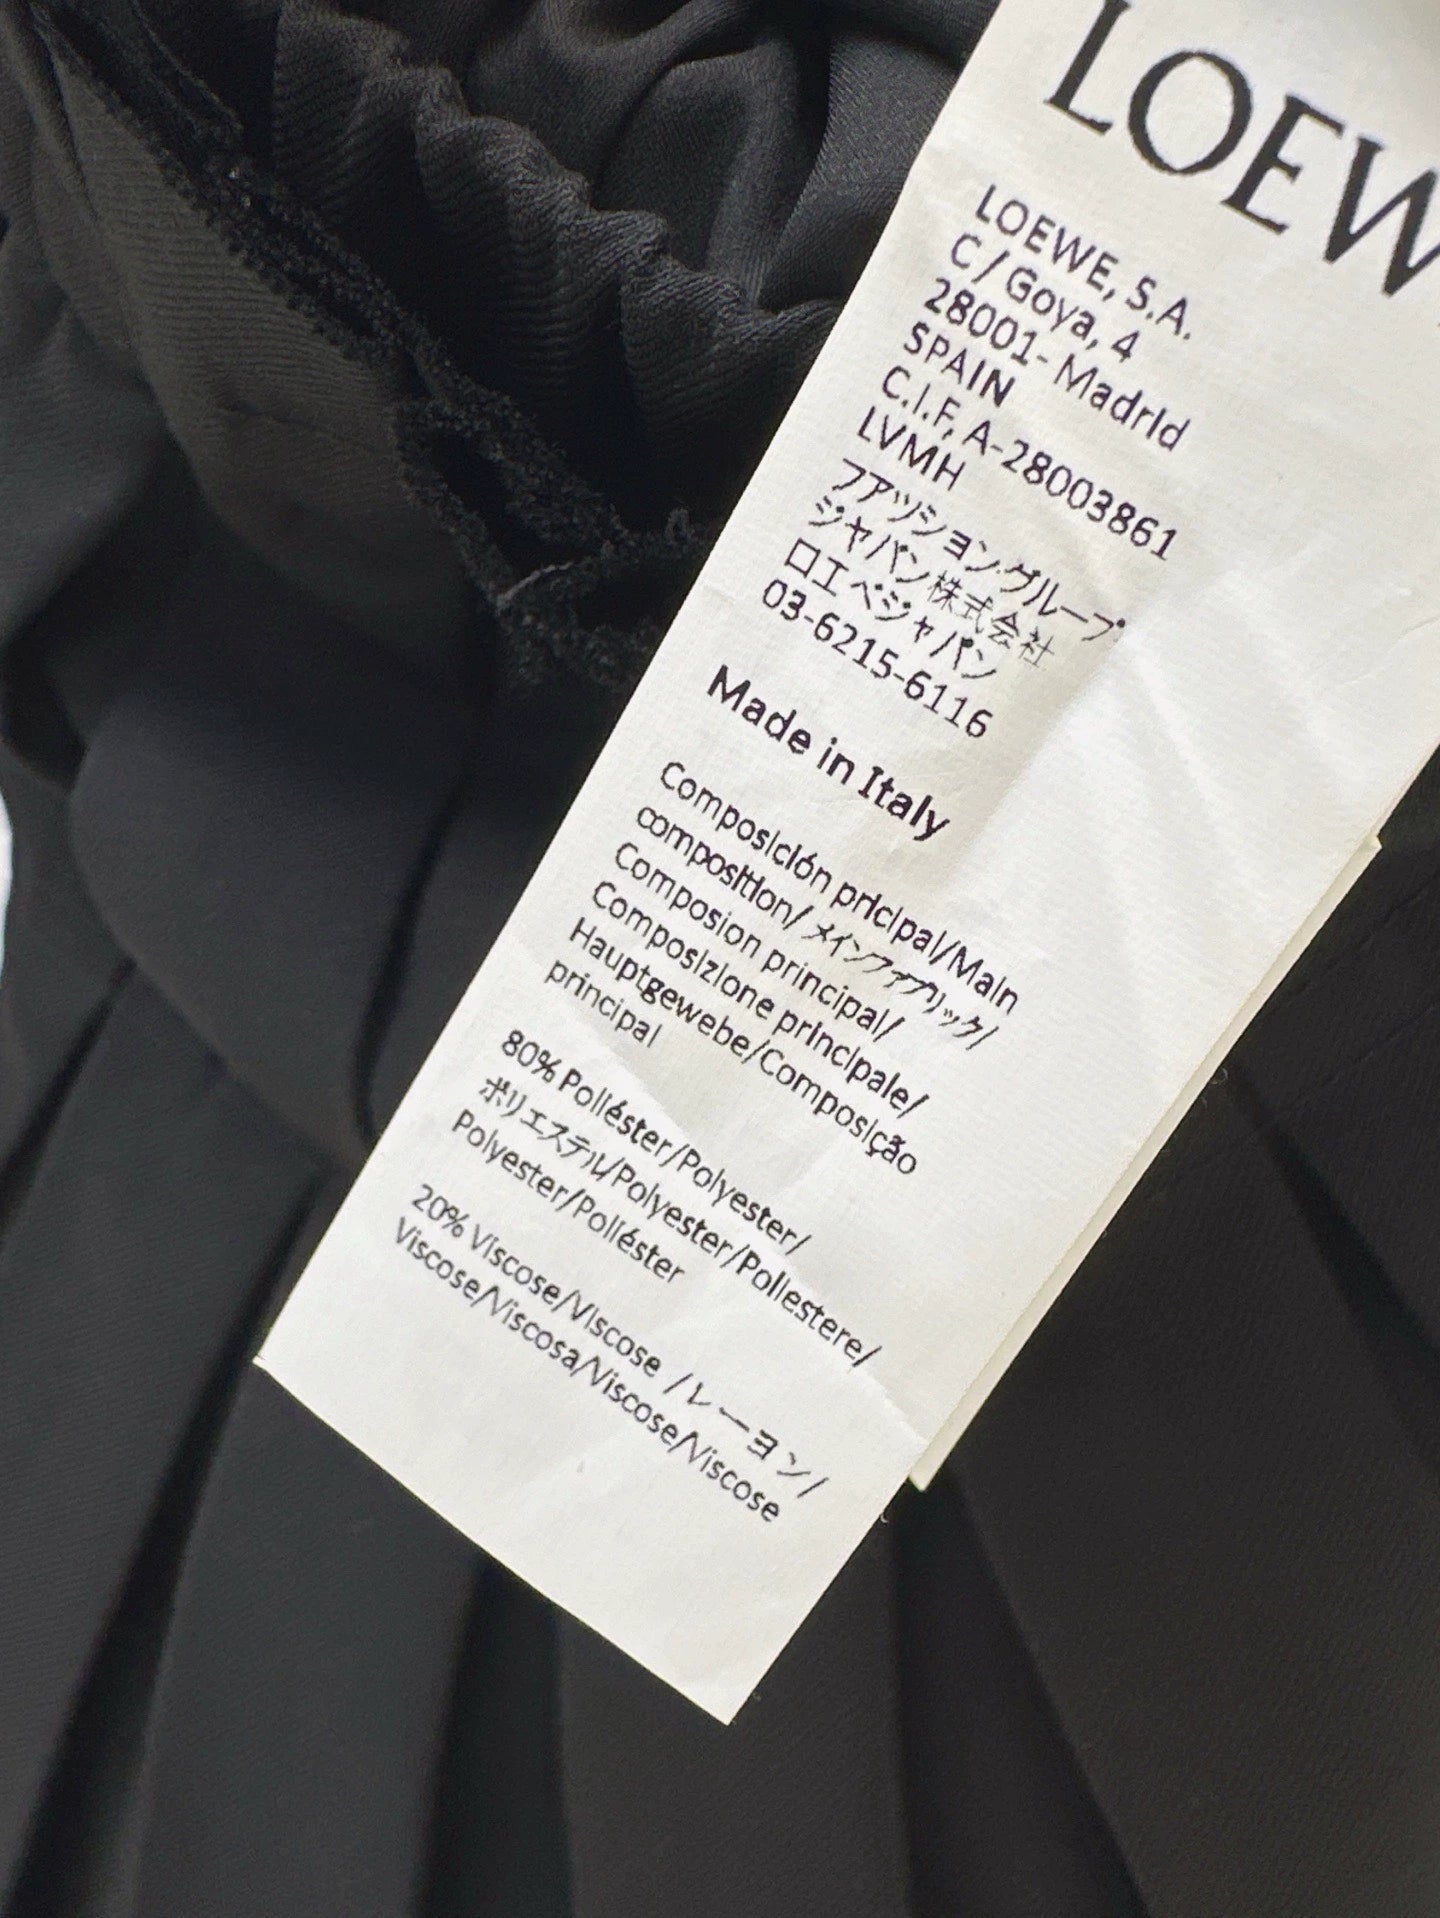 LOEW
LOEWE, S.A.
C / Goya, 4
28001- Madrid
SPAIN
C.I.F, A-28003861
LVMH
フアッション.グループ.
ジャパン株式会社
ロエベジャパン
03-6215-6116
Made in Italy
Composición pricipal/Main
composition/ メインファイブリック/
Composion principal/
Composizione principale/
Hauptgewebe/Composição
principal
80% Poliéster/Polyester/
ポリエステル/Polyester/Poliestere/
Polyester/Poliéster
20% Viscose/Viscose /レーヨン/
Viscose/Viscosa/Viscose/Viscose